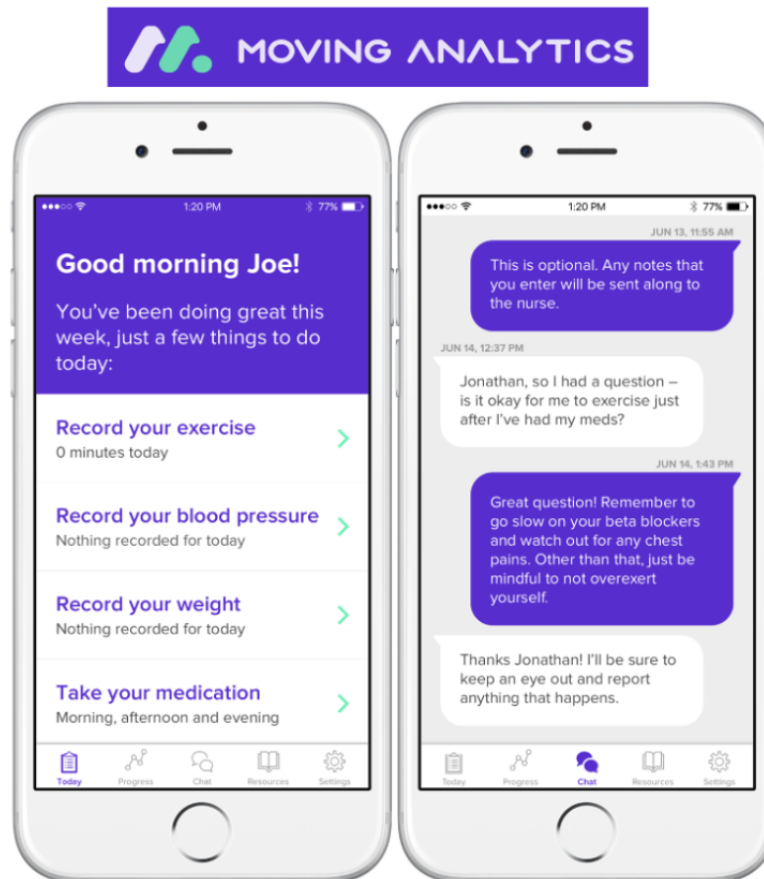 MOVING ANALYTICS
1:20 PM
77%
Good morning Joe!
You’ve been doing great this
week, just a few things to do
today:
Record your exercise
0 minutes today
Record your blood pressure
Nothing recorded for today
Record your weight
Nothing recorded for today
Take your medication
Morning, afternoon and evening
Today Progress Chat Resources Settings
1:20 PM
77%
JUN 13, 11:55 AM
This is optional. Any notes that
you enter will be sent along to
the nurse.
JUN 14, 12:37 PM
Jonathan, so I had a question –
is it okay for me to exercise just
after I’ve had my meds?
JUN 14, 1:43 PM
Great question! Remember to
go slow on your beta blockers
and watch out for any chest
pains. Other than that, just be
mindful to not overexert
yourself.
Thanks Jonathan! I’ll be sure to
keep an eye out and report
anything that happens.
Today Progress Chat Resources Settings